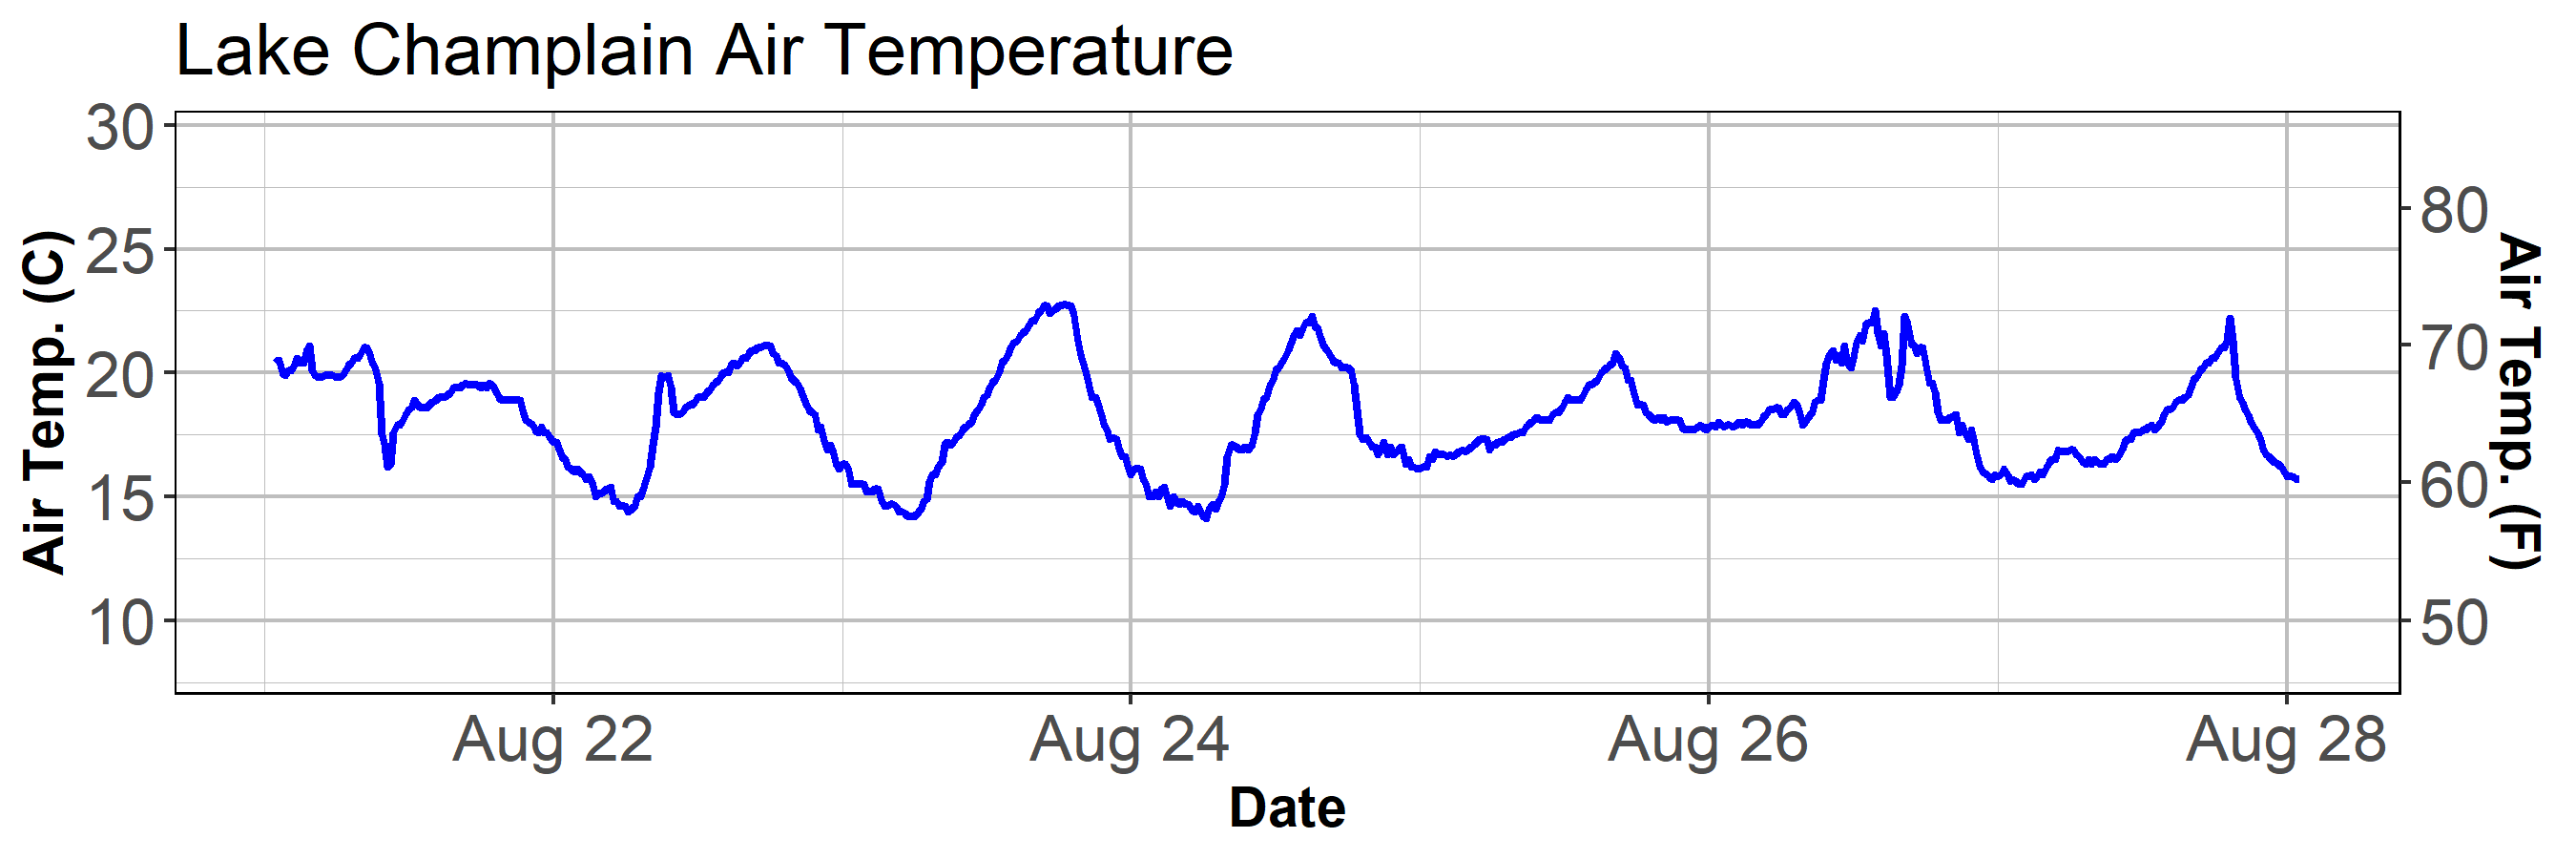 Lake Champlain Air Temperature
Air Temp. (C)
30
25
20
15
10
80
70
60
50
Air Temp. (F)
Aug 22 Aug 24 Aug 26 Aug 28
Date